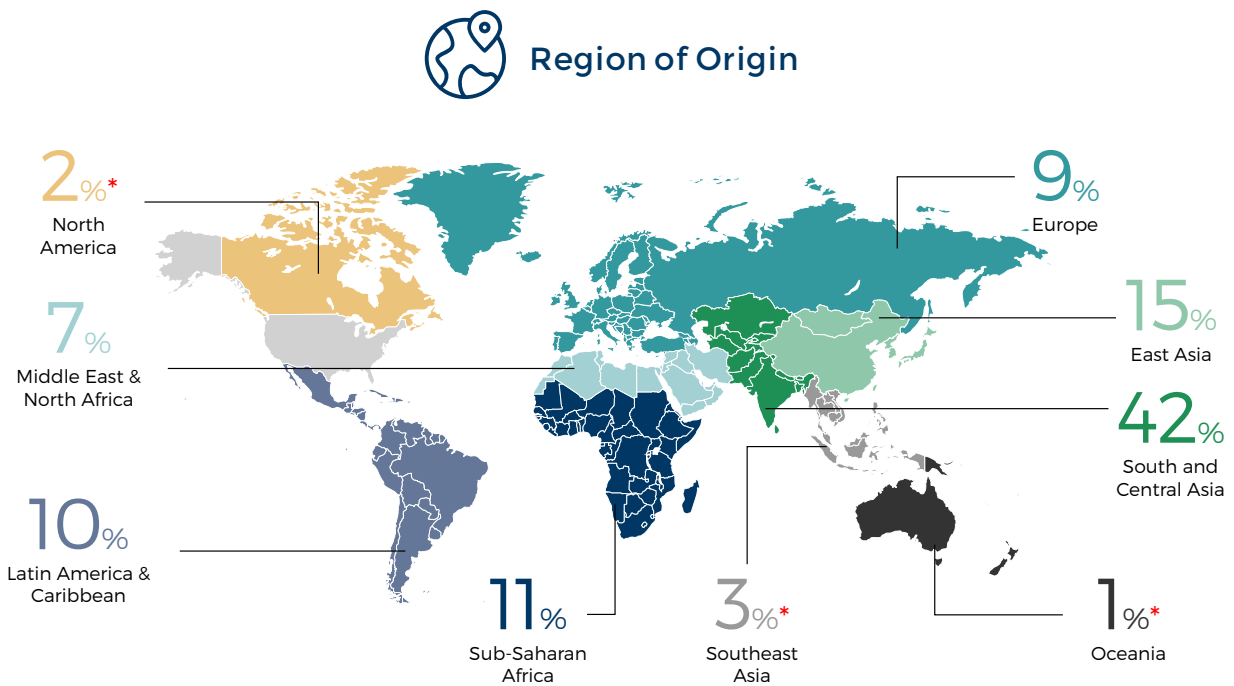 Region of Origin
2%*
North
America
9%
Europe
7%
Middle East &
North Africa
15%
East Asia
42%
South and
Central Asia
10%
Latin America &
Caribbean
11%
Sub-Saharan
Africa
3%*
Southeast
Asia
1%*
Oceania